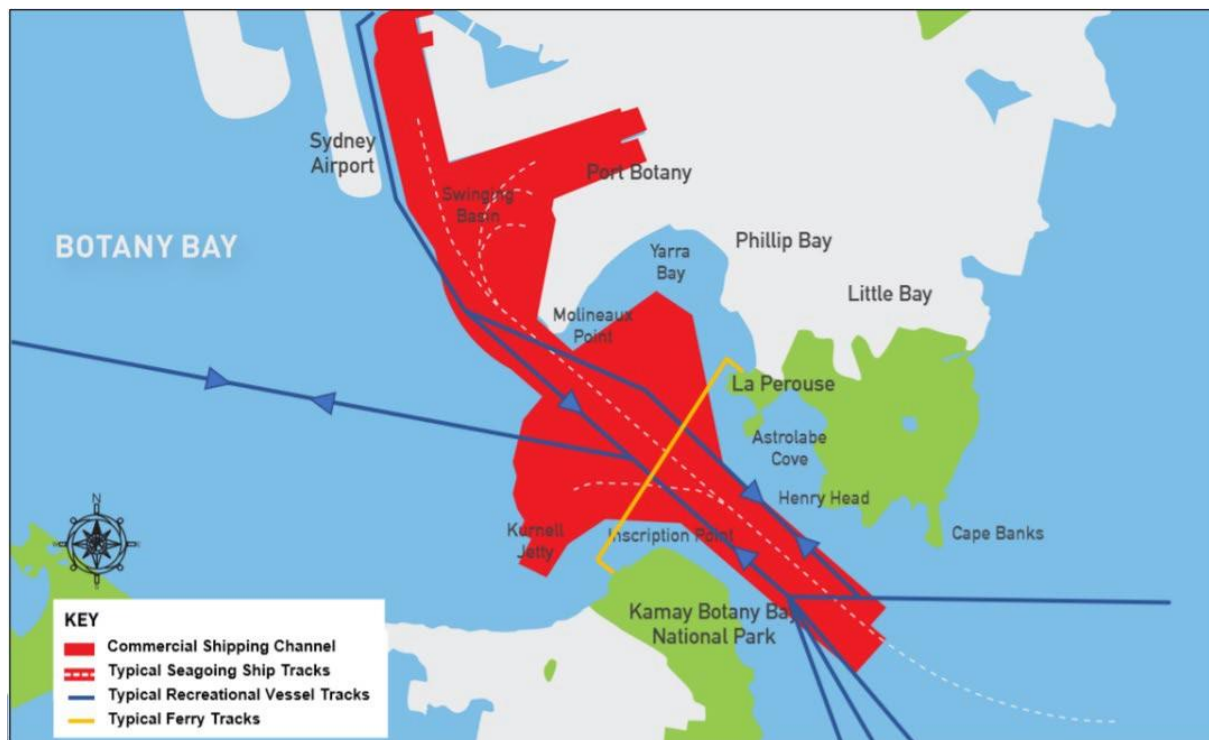 Sydney
Airport
Port Botany
Swinging
Basin
BOTANY BAY
Yarra
Bay
Phillip Bay
Little Bay
Molineaux
Point
La Perouse
Astrolabe
Cove
Henry Head
Cape Banks
Kurnell
Jetty
Inscription Point
N
Kamay Botany Bay
National Park
KEY
Commercial Shipping Channel
Typical Seagoing Ship Tracks
Typical Recreational Vessel Tracks
Typical Ferry Tracks